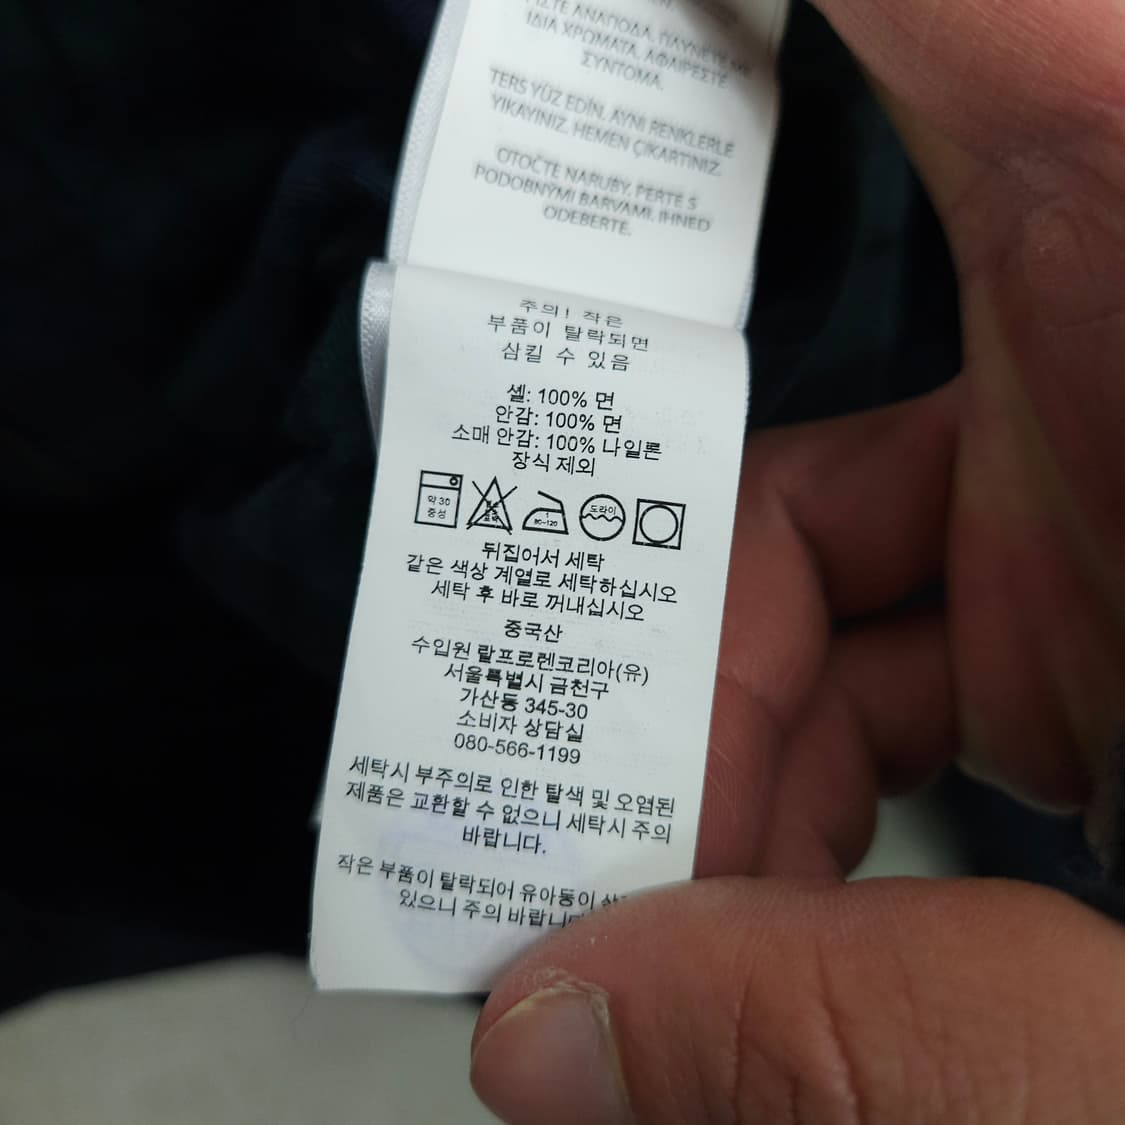 ΙΔΙΑ ΧΡΩΜΑΤΑ. ΑΦΑΙΡΕΣΤΕ
ΣΥΝΤΟΜΑ.
TERS YÜZ EDİN. AYNI RENKLERLE
YIKAYINIZ. HEMEN ÇIKARTINIZ.
OTOČTE NARUBY. PERTE S
PODOBNÝMI BARVAMI. IHNED
ODEBERTE.
주의! 작은
부품이 탈락되면
삼킬 수 있음
셸: 100% 면
안감: 100% 면
소매 안감: 100% 나일론
장식 제외
약 30
중성
1
80~120
드라이
뒤집어서 세탁
같은 색상 계열로 세탁하십시오
세탁 후 바로 꺼내십시오
중국산
수입원 랄프로렌코리아(유)
서울특별시 금천구
가산동 345-30
소비자 상담실
080-566-1199
세탁시 부주의로 인한 탈색 및 오염된
제품은 교환할 수 없으니 세탁시 주의
바랍니다.
작은 부품이 탈락되어 유아동이
있으니 주의 바랍니다